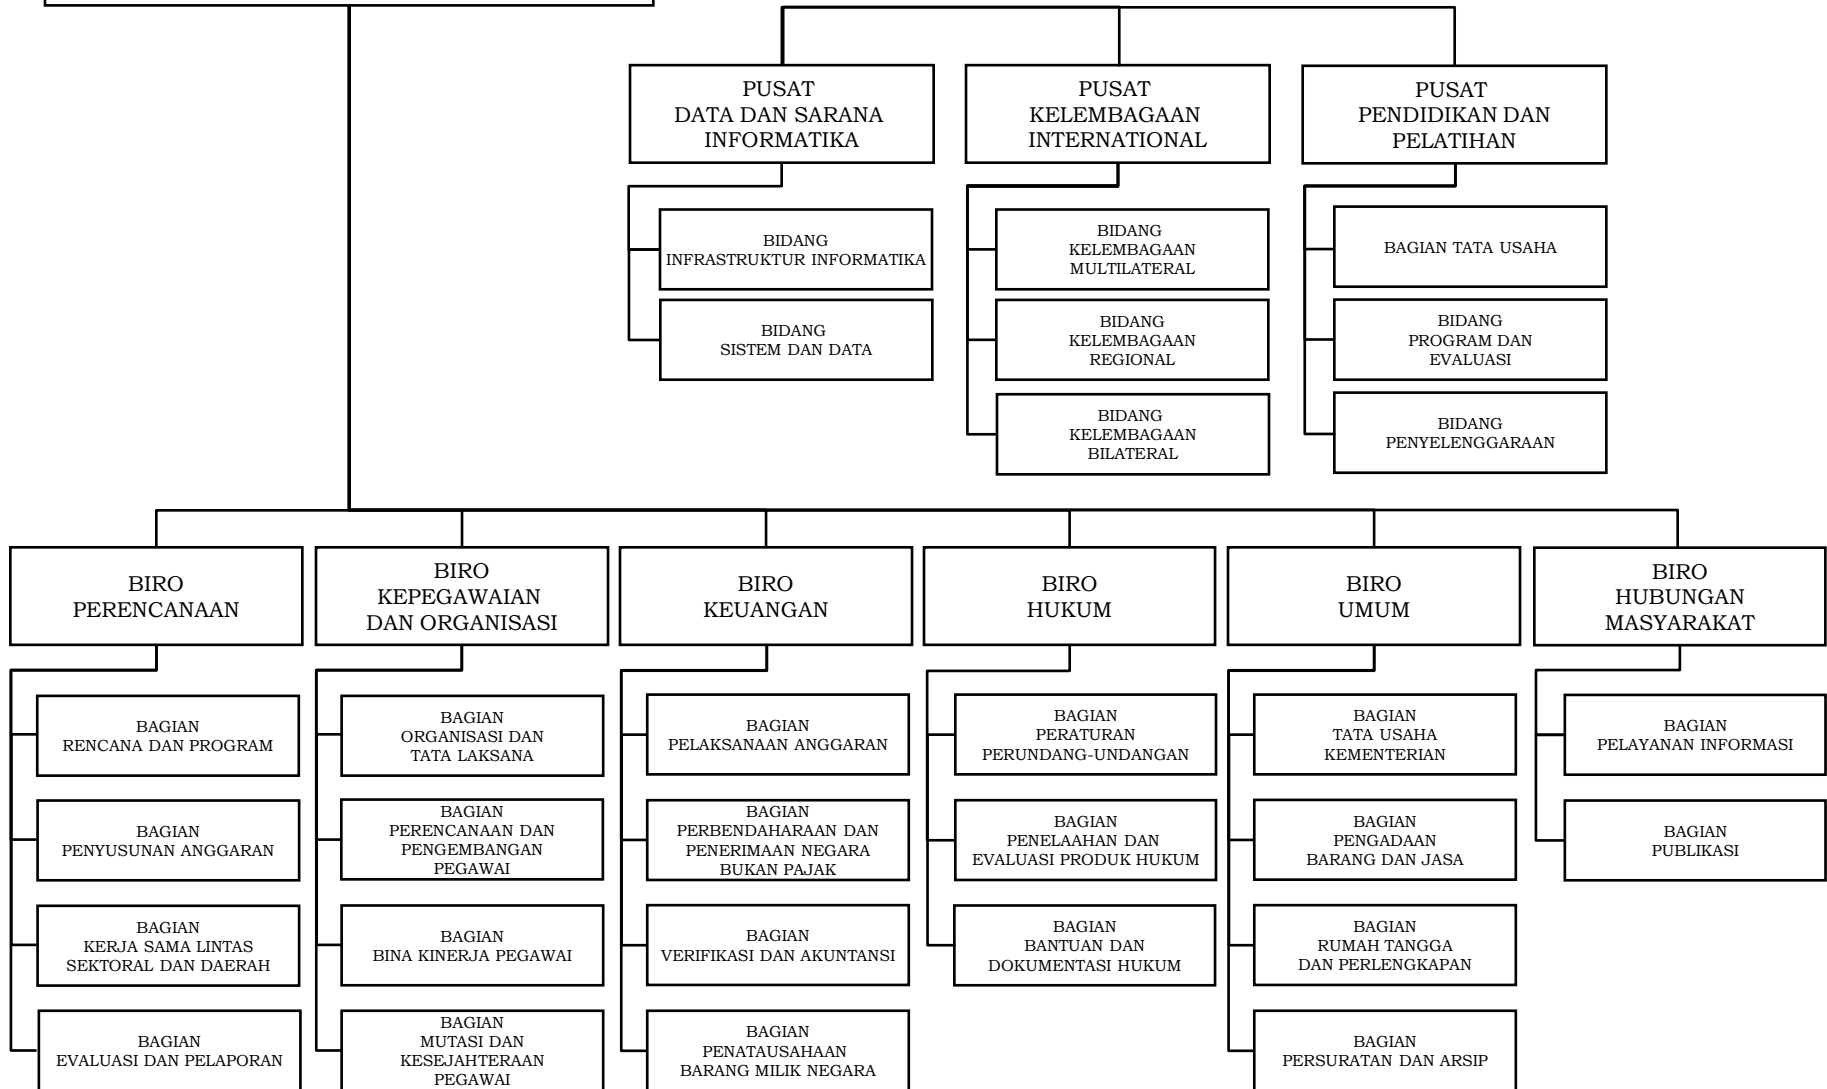 PUSAT
DATA DAN SARANA
INFORMATIKA
PUSAT
KELEMBAGAAN
INTERNATIONAL
PUSAT
PENDIDIKAN DAN
PELATIHAN
BIDANG
INFRASTRUKTUR INFORMATIKA
BIDANG
SISTEM DAN DATA
BIDANG
KELEMBAGAAN
MULTILATERAL
BIDANG
KELEMBAGAAN
REGIONAL
BIDANG
KELEMBAGAAN
BILATERAL
BAGIAN TATA USAHA
BIDANG
PROGRAM DAN
EVALUASI
BIDANG
PENYELENGGARAAN
BIRO
PERENCANAAN
BIRO
KEPEGAWAIAN
DAN ORGANISASI
BIRO
KEUANGAN
BIRO
HUKUM
BIRO
UMUM
BIRO
HUBUNGAN
MASYARAKAT
BAGIAN
RENCANA DAN PROGRAM
BAGIAN
PENYUSUNAN ANGGARAN
BAGIAN
KERJA SAMA LINTAS
SEKTORAL DAN DAERAH
BAGIAN
EVALUASI DAN PELAPORAN
BAGIAN
ORGANISASI DAN
TATA LAKSANA
BAGIAN
PERENCANAAN DAN
PENGEMBANGAN
PEGAWAI
BAGIAN
BINA KINERJA PEGAWAI
BAGIAN
MUTASI DAN
KESEJAHTERAAN
PEGAWAI
BAGIAN
PELAKSANAAN ANGGARAN
BAGIAN
PERBENDAHARAAN DAN
PENERIMAAN NEGARA
BUKAN PAJAK
BAGIAN
VERIFIKASI DAN AKUNTANSI
BAGIAN
PENATAUSAHAAN
BARANG MILIK NEGARA
BAGIAN
PERATURAN
PERUNDANG-UNDANGAN
BAGIAN
PENELAAHAN DAN
EVALUASI PRODUK HUKUM
BAGIAN
BANTUAN DAN
DOKUMENTASI HUKUM
BAGIAN
TATA USAHA
KEMENTERIAN
BAGIAN
PENGADAAN
BARANG DAN JASA
BAGIAN
RUMAH TANGGA
DAN PERLENGKAPAN
BAGIAN
PERSURATAN DAN ARSIP
BAGIAN
PELAYANAN INFORMASI
BAGIAN
PUBLIKASI